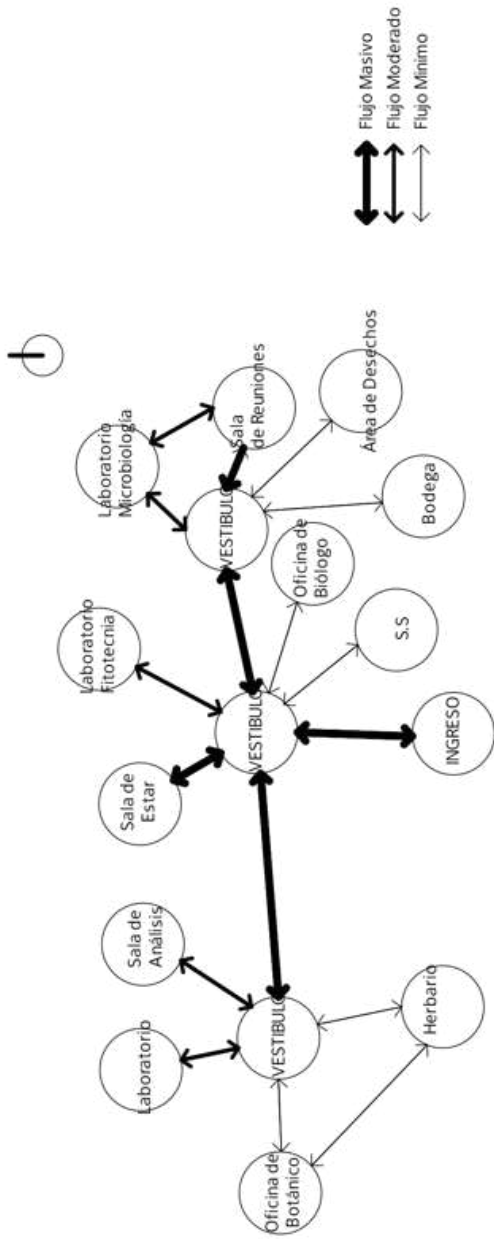 Laboratorio
Sala de
Análisis
Sala de
Estar
Laboratorio
Fitotecnia
Laboratorio
Microbiología
Oficina de
Botánico
VESTIBULO
VESTIBULO
VESTIBULO
Sala
de Reuniones
Herbario
INGRESO
S.S
Oficina de
Biólogo
Bodega
Área de Desechos
Flujo Masivo
Flujo Moderado
Flujo Minimo